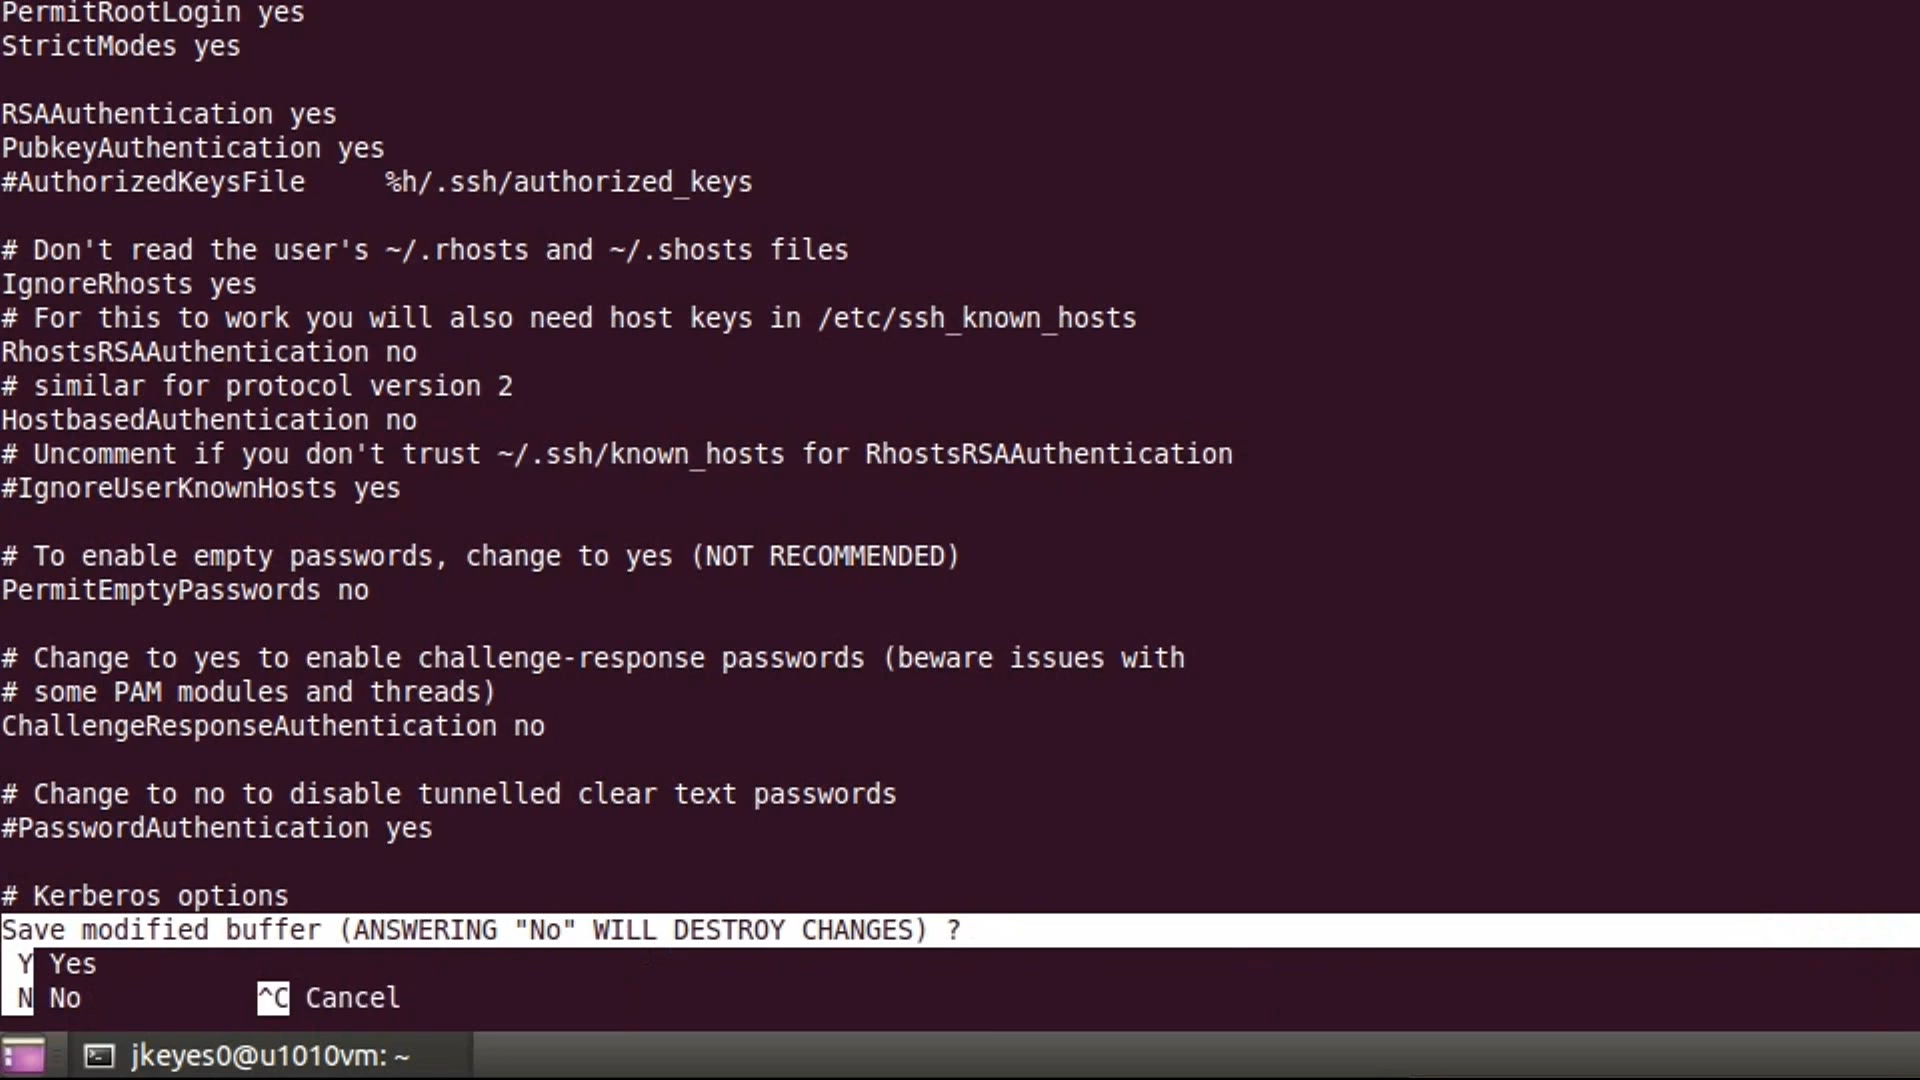 PermitRootLogin yes
StrictModes yes
RSAAuthentication yes
PubkeyAuthentication yes
#AuthorizedKeysFile     %h/.ssh/authorized_keys
# Don't read the user's ~/.rhosts and ~/.shosts files
IgnoreRhosts yes
# For this to work you will also need host keys in /etc/ssh_known_hosts
RhostsRSAAuthentication no
# similar for protocol version 2
HostbasedAuthentication no
# Uncomment if you don't trust ~/.ssh/known_hosts for RhostsRSAAuthentication
#IgnoreUserKnownHosts yes
# To enable empty passwords, change to yes (NOT RECOMMENDED)
PermitEmptyPasswords no
# Change to yes to enable challenge-response passwords (beware issues with
# some PAM modules and threads)
ChallengeResponseAuthentication no
# Change to no to disable tunnelled clear text passwords
#PasswordAuthentication yes
# Kerberos options
Save modified buffer (ANSWERING "No" WILL DESTROY CHANGES) ?
Y Yes
N No          ^C Cancel
jkeyes0@u1010vm: ~